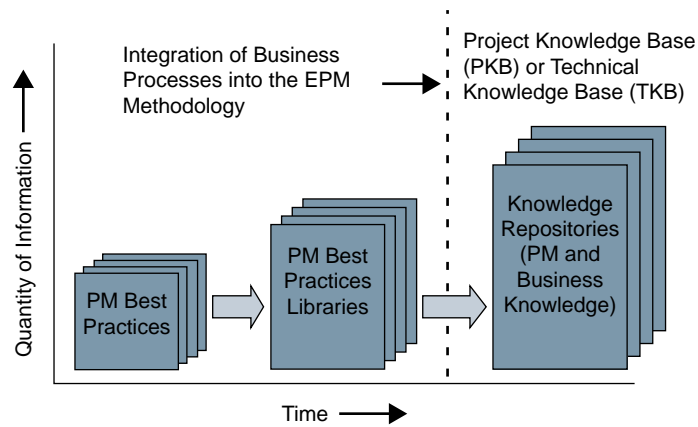 Integration of Business
Processes into the EPM
Methodology
Project Knowledge Base
(PKB) or Technical
Knowledge Base (TKB)
Quantity of Information
PM Best
Practices
PM Best
Practices
Libraries
Knowledge
Repositories
(PM and
Business
Knowledge)
Time